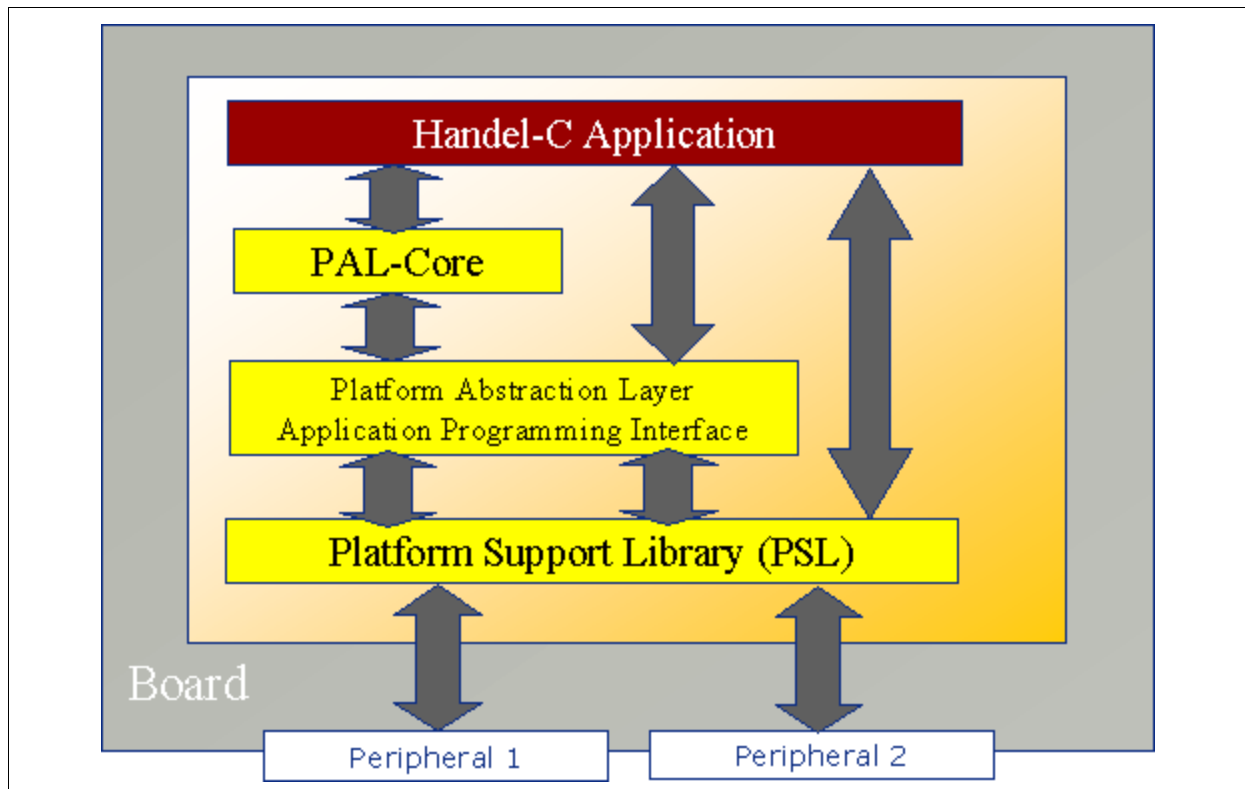 Handel-C Application
PAL-Core
Platform Abstraction Layer
Application Programming Interface
Platform Support Library (PSL)
Board
Peripheral 1
Peripheral 2